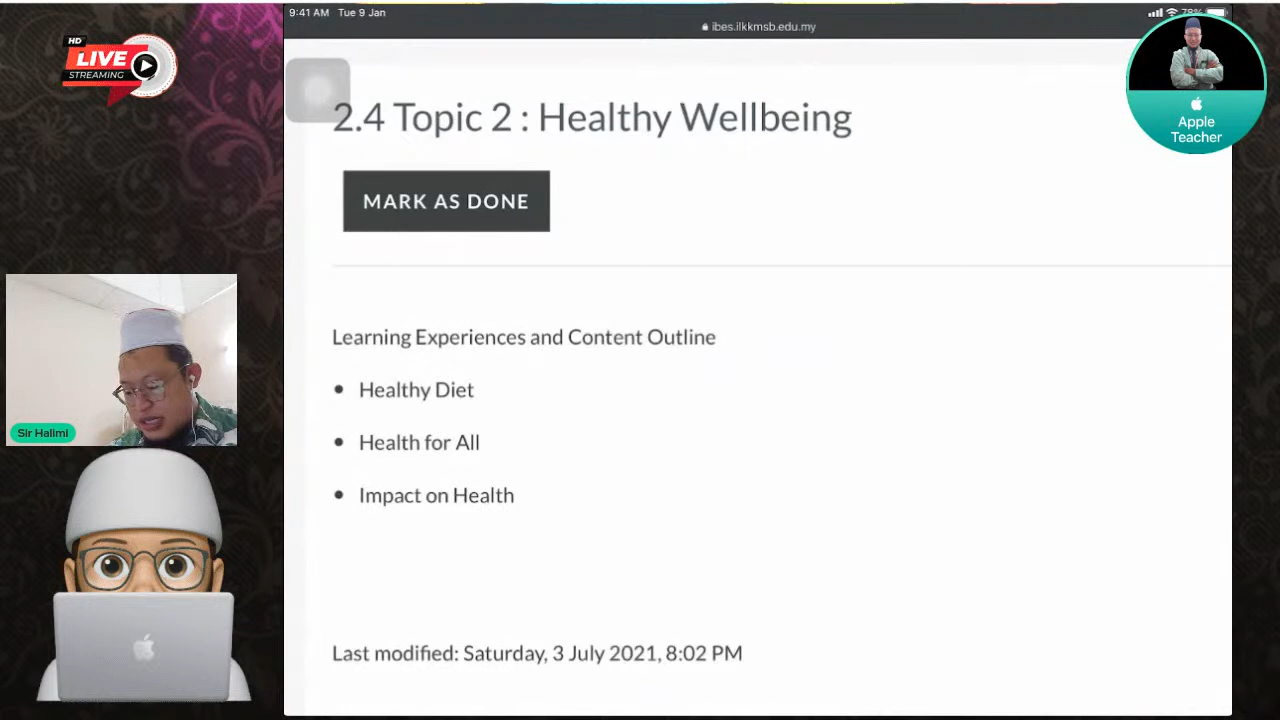 9:41 AM Tue 9 Jan
ibes.ilkkmsb.edu.my
78%
HD
LIVE
STREAMING
Apple
Teacher
2.4 Topic 2 : Healthy Wellbeing
MARK AS DONE
Learning Experiences and Content Outline
• Healthy Diet
• Health for All
• Impact on Health
Sir Halimi
Last modified: Saturday, 3 July 2021, 8:02 PM